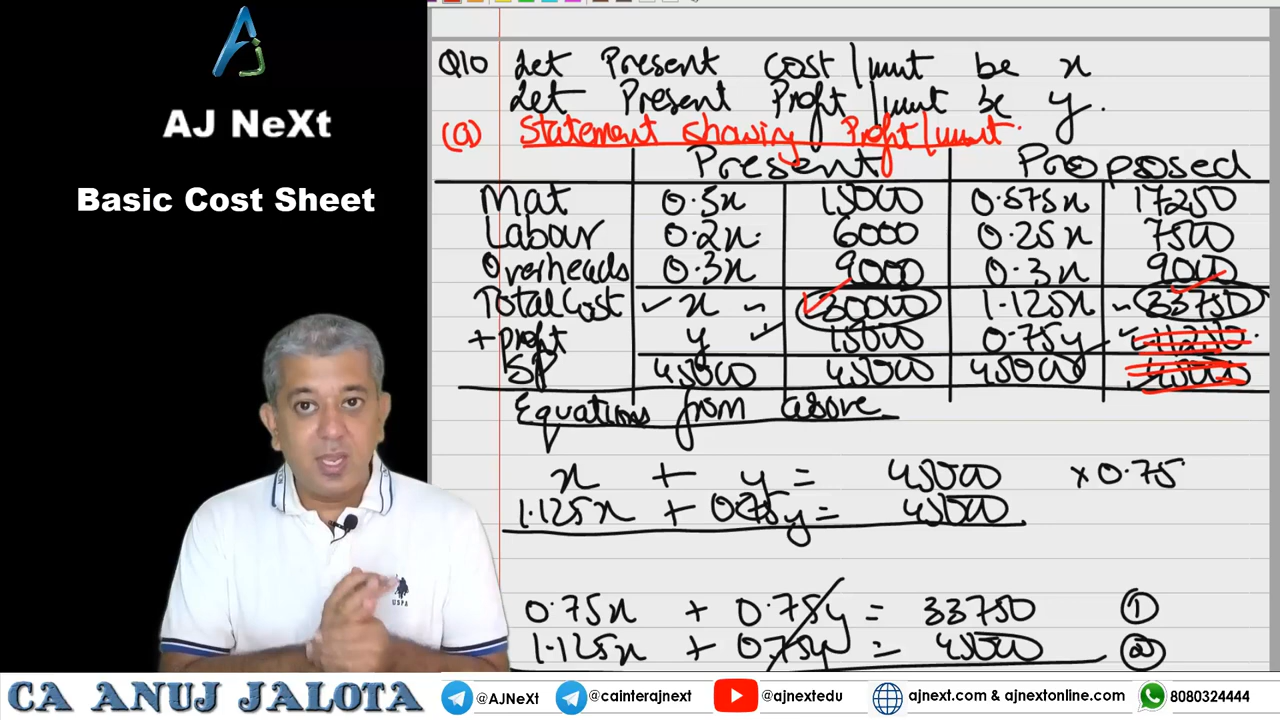 AJ NeXt
Basic Cost Sheet
Q10 Let Present cost/unit be x
Let Present Profit/unit be y.
(a) Statement showing Profit/unit.
Present Proposed
Mat 0.5x 15000 0.575x 17250
Labour 0.2x 6000 0.25x 7500
Overheads 0.3x 9000 0.3x 9000
Total Cost x 30000 1.125x 33750
+ profit y 15000 0.75y 11250
SP 45000 45000 45000 45000
Equations from above
x + y = 45000 x 0.75
1.125x + 0.75y = 45000
0.75x + 0.75y = 33750 ①
1.125x + 0.75y = 45000 ②
USPA
CA ANUJ JALOTA @AJNeXt @cainterajnext @ajnextedu ajnext.com & ajnextonline.com 8080324444